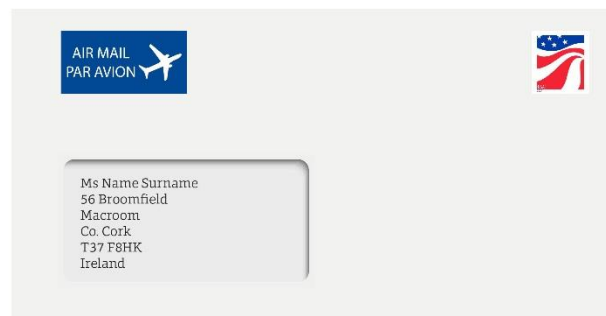 AIR MAIL
PAR AVION
Ms Name Surname
56 Broomfield
Macroom
Co. Cork
T37 F8HK
Ireland